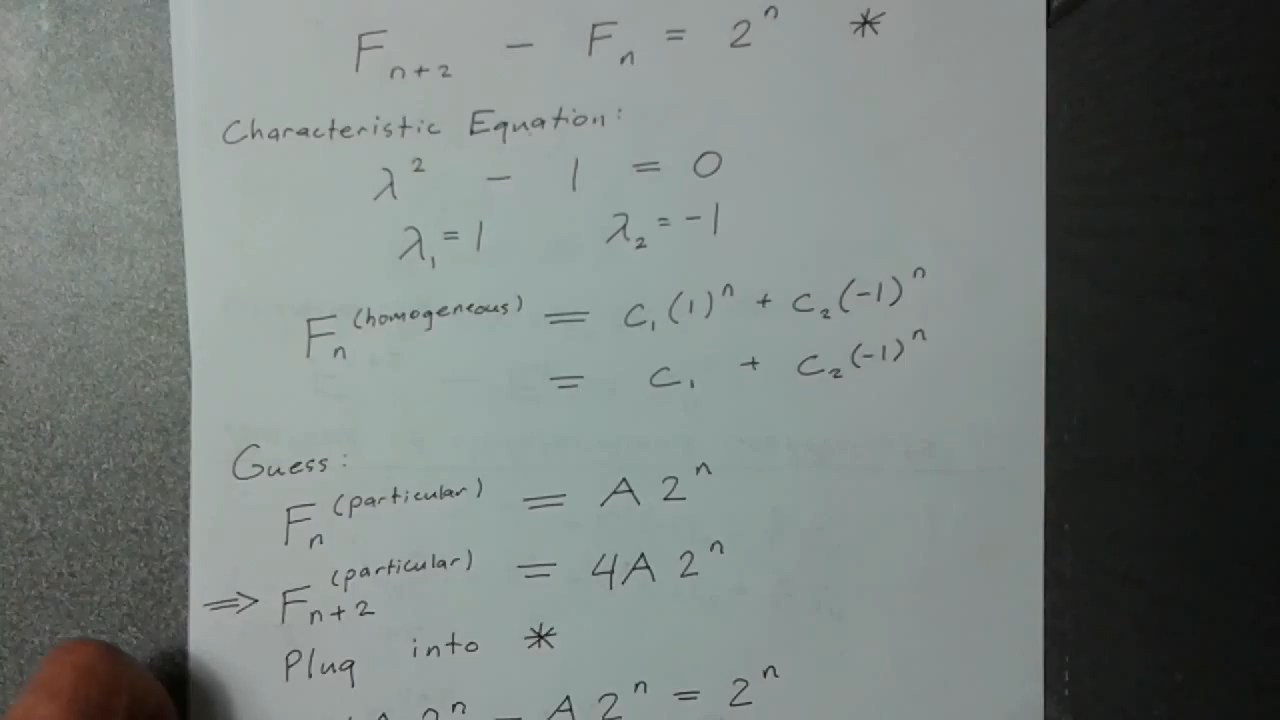 F_{n+2} - F_n = 2^n *
Characteristic Equation:
λ^2 - 1 = 0
λ_1 = 1 λ_2 = -1
F_n^{(homogeneous)} = c_1(1)^n + c_2(-1)^n
= c_1 + c_2(-1)^n
Guess:
F_n^{(particular)} = A 2^n
⇒ F_{n+2}^{(particular)} = 4A 2^n
Plug into *
A 2^n - A 2^n = 2^n